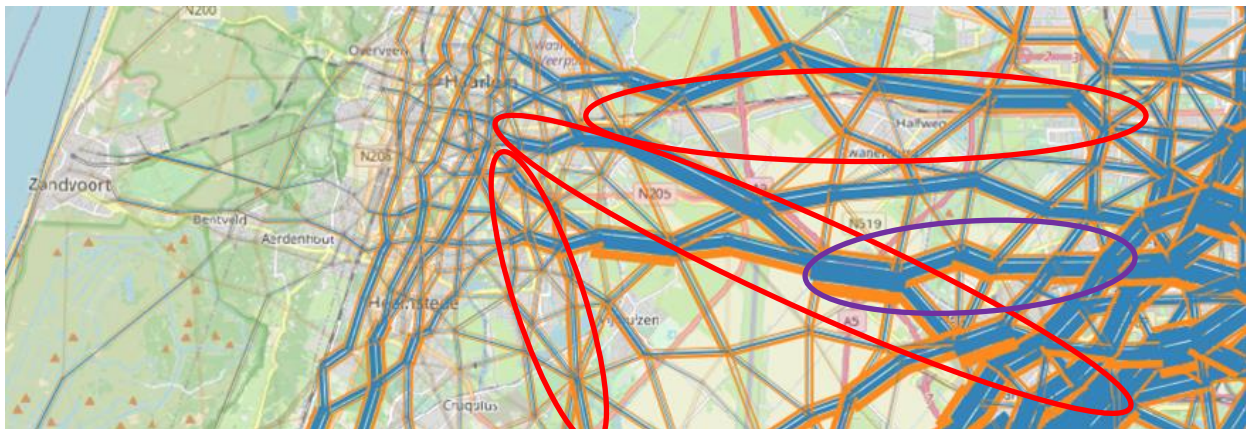 N200
Overveen
Haarlem
Halfweg
N208
Zandvoort
N205
Bentveld
N519
Aerdenhout
Heemstede
A5
Cruquius